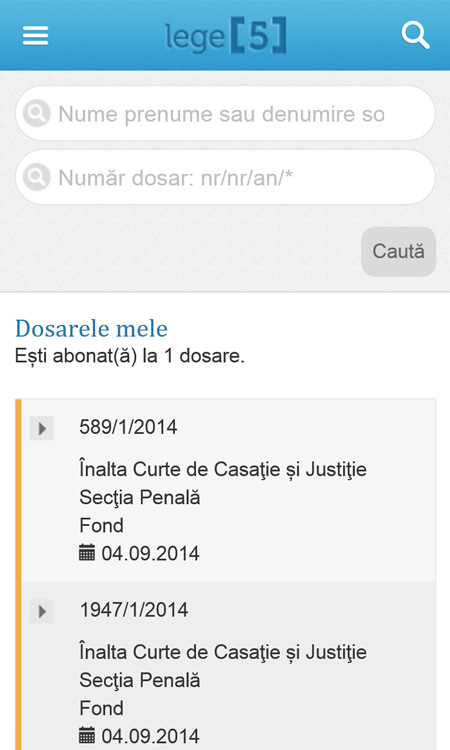 lege[5]
Nume prenume sau denumire so
Număr dosar: nr/nr/an/*
Caută
Dosarele mele
Ești abonat(ă) la 1 dosare.
589/1/2014
Înalta Curte de Casaţie și Justiţie
Secţia Penală
Fond
04.09.2014
1947/1/2014
Înalta Curte de Casaţie și Justiţie
Secţia Penală
Fond
04.09.2014